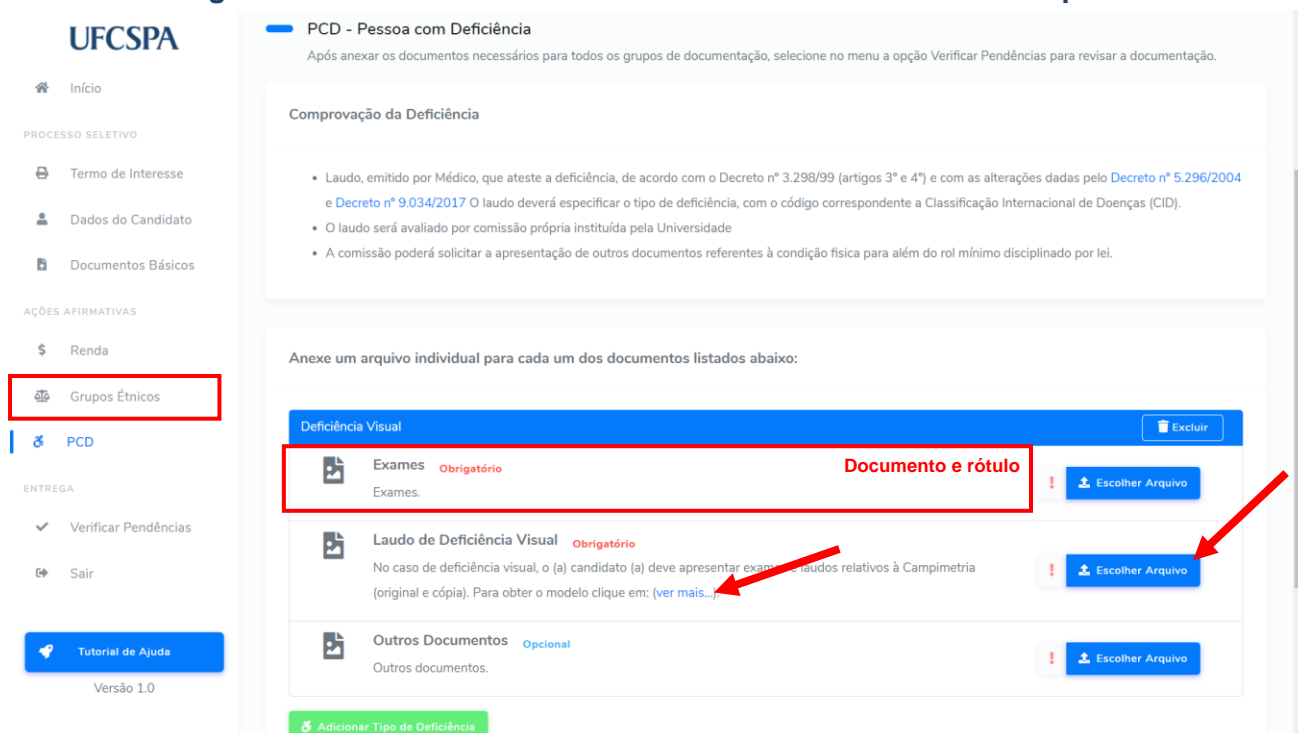 UFCSPA
Início
PROCESSO SELETIVO
Termo de Interesse
Dados do Candidato
Documentos Básicos
AÇÕES AFIRMATIVAS
$ Renda
Grupos Étnicos
PCD
ENTREGA
Verificar Pendências
Sair
Tutorial de Ajuda
Versão 1.0
PCD - Pessoa com Deficiência
Após anexar os documentos necessários para todos os grupos de documentação, selecione no menu a opção Verificar Pendências para revisar a documentação.
Comprovação da Deficiência
• Laudo, emitido por Médico, que ateste a deficiência, de acordo com o Decreto nº 3.298/99 (artigos 3º e 4º) e com as alterações dadas pelo Decreto nº 5.296/2004
e Decreto nº 9.034/2017 O laudo deverá especificar o tipo de deficiência, com o código correspondente a Classificação Internacional de Doenças (CID).
• O laudo será avaliado por comissão própria instituída pela Universidade
• A comissão poderá solicitar a apresentação de outros documentos referentes à condição fisica para além do rol mínimo disciplinado por lei.
Anexe um arquivo individual para cada um dos documentos listados abaixo:
Deficiência Visual Excluir
Exames Obrigatório Documento e rótulo
Exames.
! Escolher Arquivo
Laudo de Deficiência Visual Obrigatório
No caso de deficiência visual, o (a) candidato (a) deve apresentar laudos relativos à Campimetria
(original e cópia). Para obter o modelo clique em: (ver mais...).
! Escolher Arquivo
Outros Documentos Opcional
Outros documentos.
! Escolher Arquivo
Adicionar Tipo de Deficiência